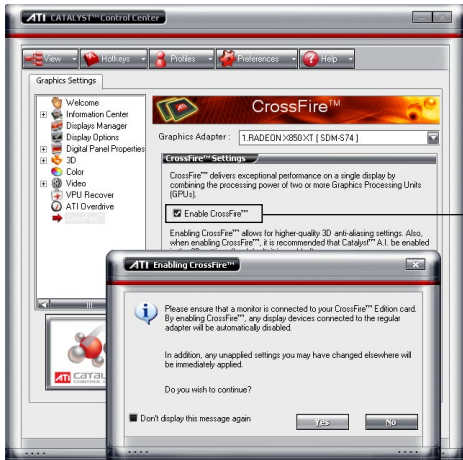 ATI CATALYST™ Control Center
View
Hotkeys
Profiles
Preferences
Help
Graphics Settings
Welcome
Information Center
Displays Manager
Display Options
Digital Panel Properties
3D
Color
Video
VPU Recover
ATI Overdrive
CrossFire™
Graphics Adapter :
1.RADEON X850 XT [ SDM-S74 ]
CrossFire™ Settings
CrossFire™ delivers exceptional performance on a single display by
combining the processing power of two or more Graphics Processing Units
(GPUs).
Enable CrossFire™
Enabling CrossFire™ allows for higher-quality 3D anti-aliasing settings. Also,
when enabling CrossFire™, it is recommended that Catalyst™ A.I. be enabled
ATI Enabling CrossFire™
Please ensure that a monitor is connected to your CrossFire™ Edition card.
By enabling CrossFire™, any display devices connected to the regular
adapter will be automatically disabled.
In addition, any unapplied settings you may have changed elsewhere will
be immediately applied.
Do you wish to continue?
Don't display this message again
Yes
No
ATI